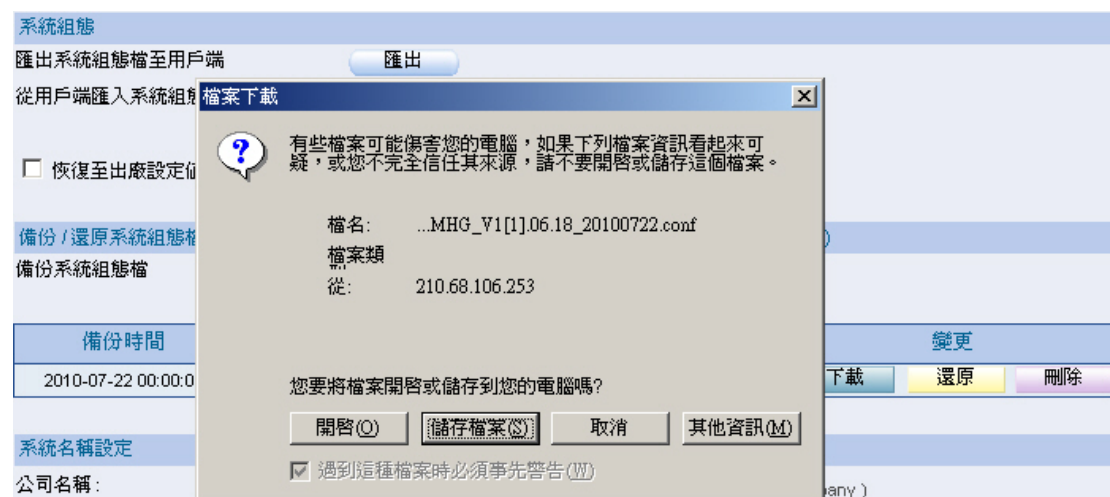 系統組態
匯出系統組態檔至用戶端 匯出
從用戶端匯入系統組態
檔案下載
有些檔案可能傷害您的電腦,如果下列檔案資訊看起來可
疑,或您不完全信任其來源,請不要開啓或儲存這個檔案。
恢復至出廠設定值
檔名: ...MHG_V1[1].06.18_20100722.conf
檔案類
從: 210.68.106.253
備份 / 還原系統組態檔 )
備份系統組態檔
備份時間 變更
2010-07-22 00:00:0 下載 還原 刪除
您要將檔案開啓或儲存到您的電腦嗎?
開啓(O) 儲存檔案(S) 取消 其他資訊(M)
遇到這種檔案時必須事先警告(W)
系統名稱設定
公司名稱 : pany )